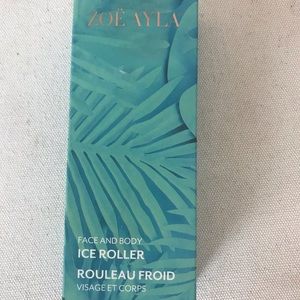 ZOË AYLA
FACE AND BODY
ICE ROLLER
ROULEAU FROID
VISAGE ET CORPS